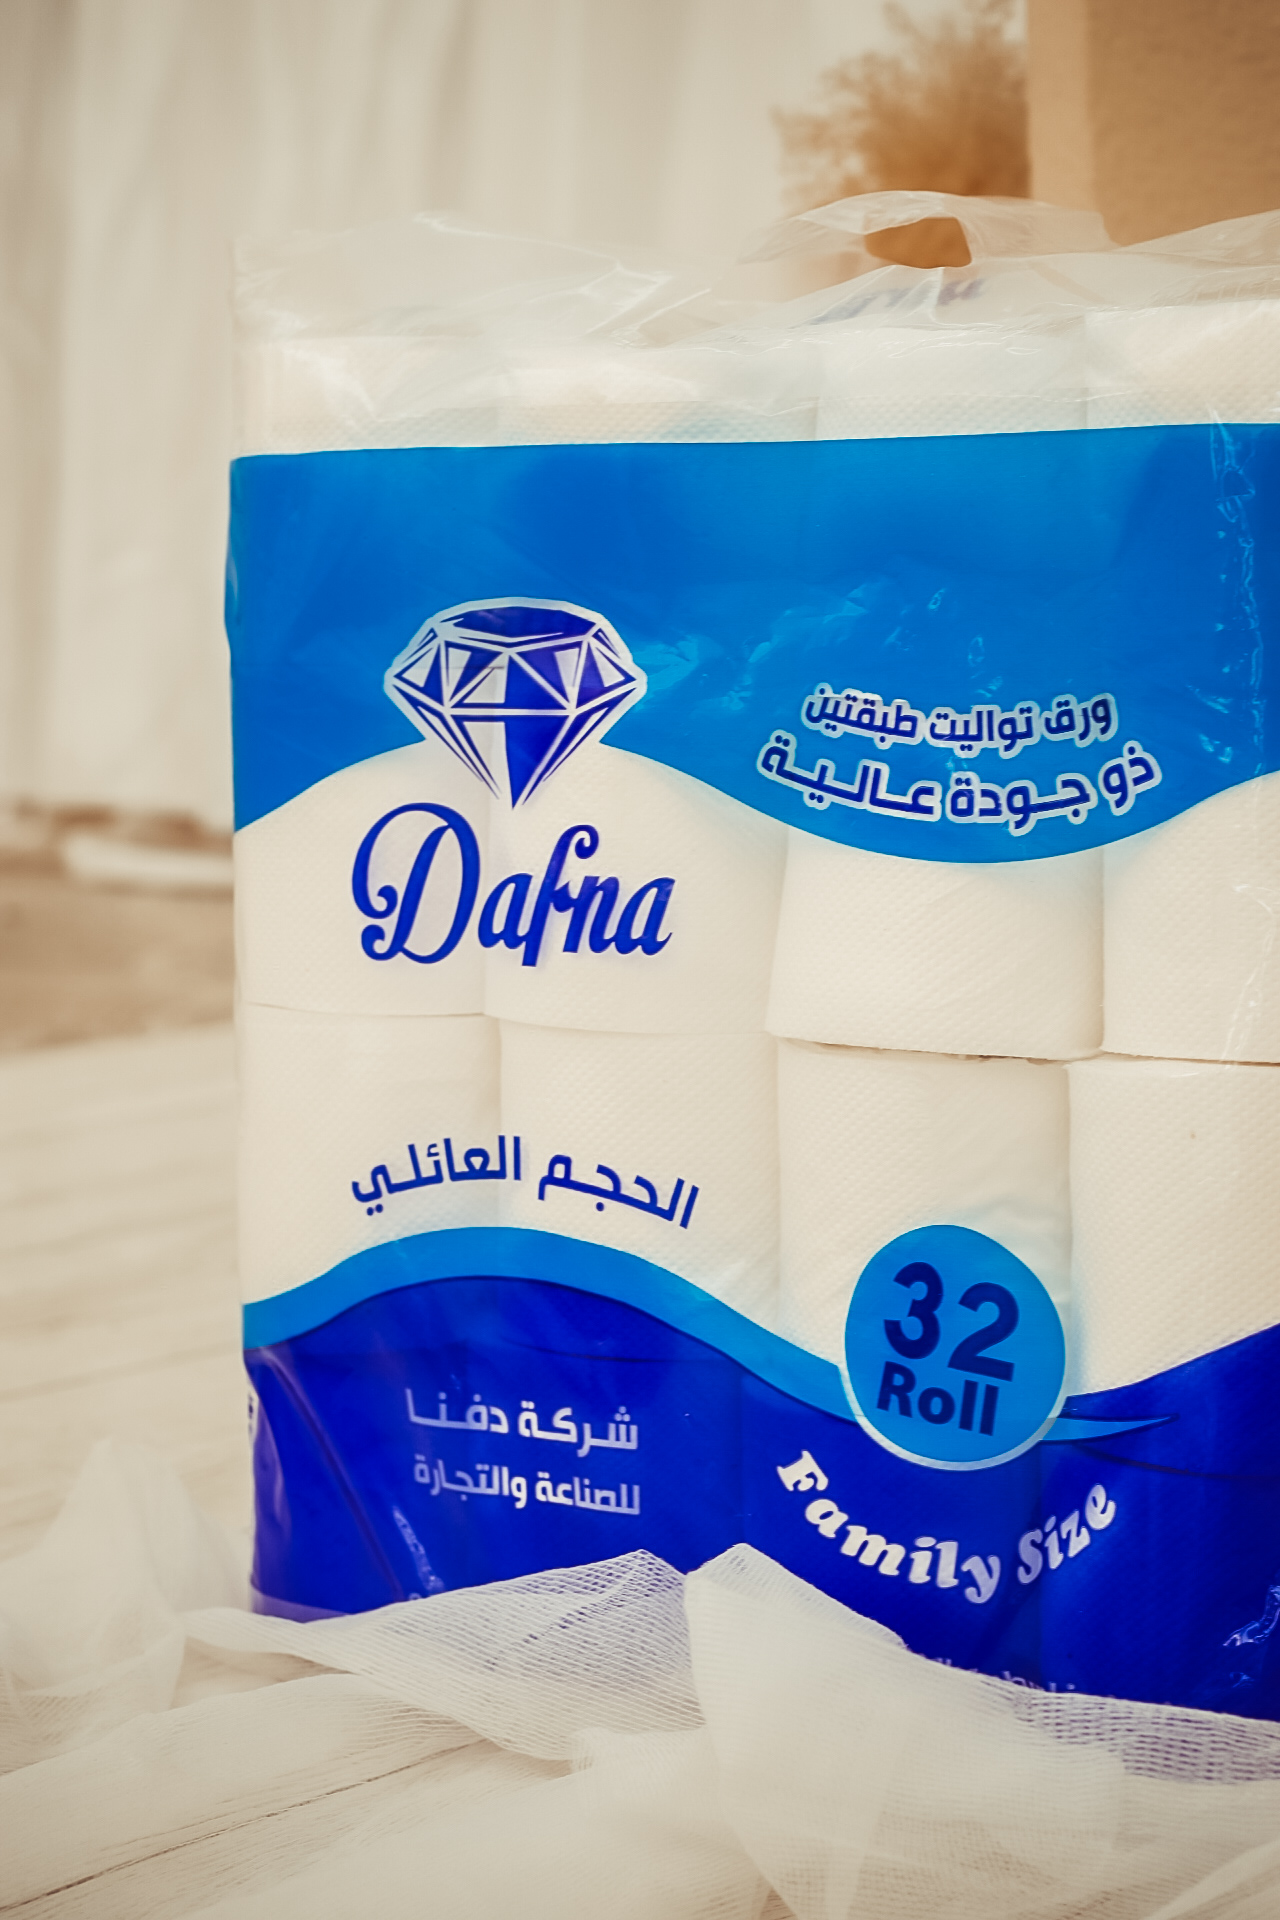 ورق تواليت طبقتين
ذو جودة عالية
Dafna
الحجم العائلي
32
Roll
شركة دفنا
للصناعة والتجارة
Family Size